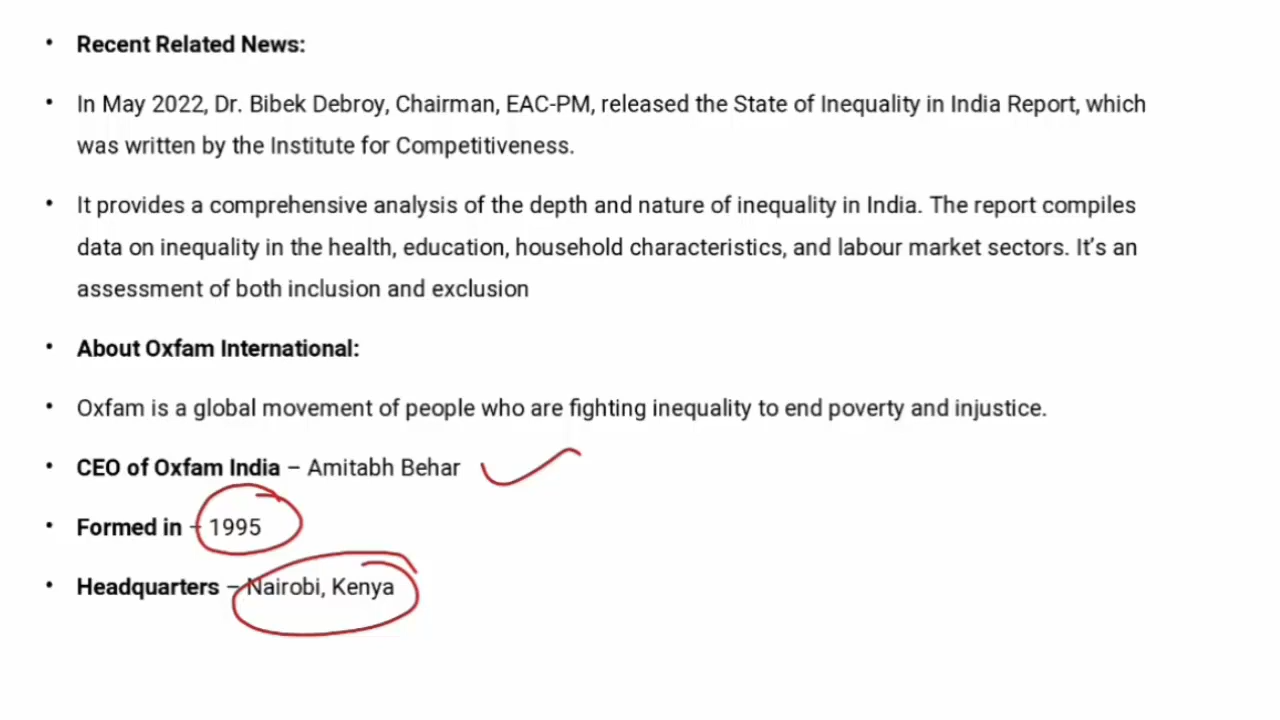 • Recent Related News:
• In May 2022, Dr. Bibek Debroy, Chairman, EAC-PM, released the State of Inequality in India Report, which
was written by the Institute for Competitiveness.
• It provides a comprehensive analysis of the depth and nature of inequality in India. The report compiles
data on inequality in the health, education, household characteristics, and labour market sectors. It's an
assessment of both inclusion and exclusion
• About Oxfam International:
• Oxfam is a global movement of people who are fighting inequality to end poverty and injustice.
• CEO of Oxfam India – Amitabh Behar
• Formed in – 1995
• Headquarters – Nairobi, Kenya